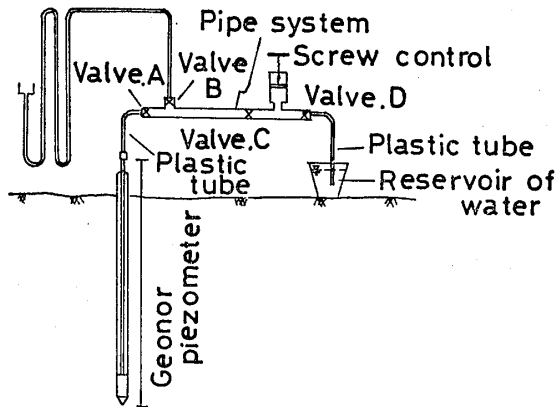 Pipe system
Screw control
Valve.A
Valve
B
Valve.D
Valve.C
Plastic
tube
Plastic tube
Reservoir of
water
Geonor
piezometer